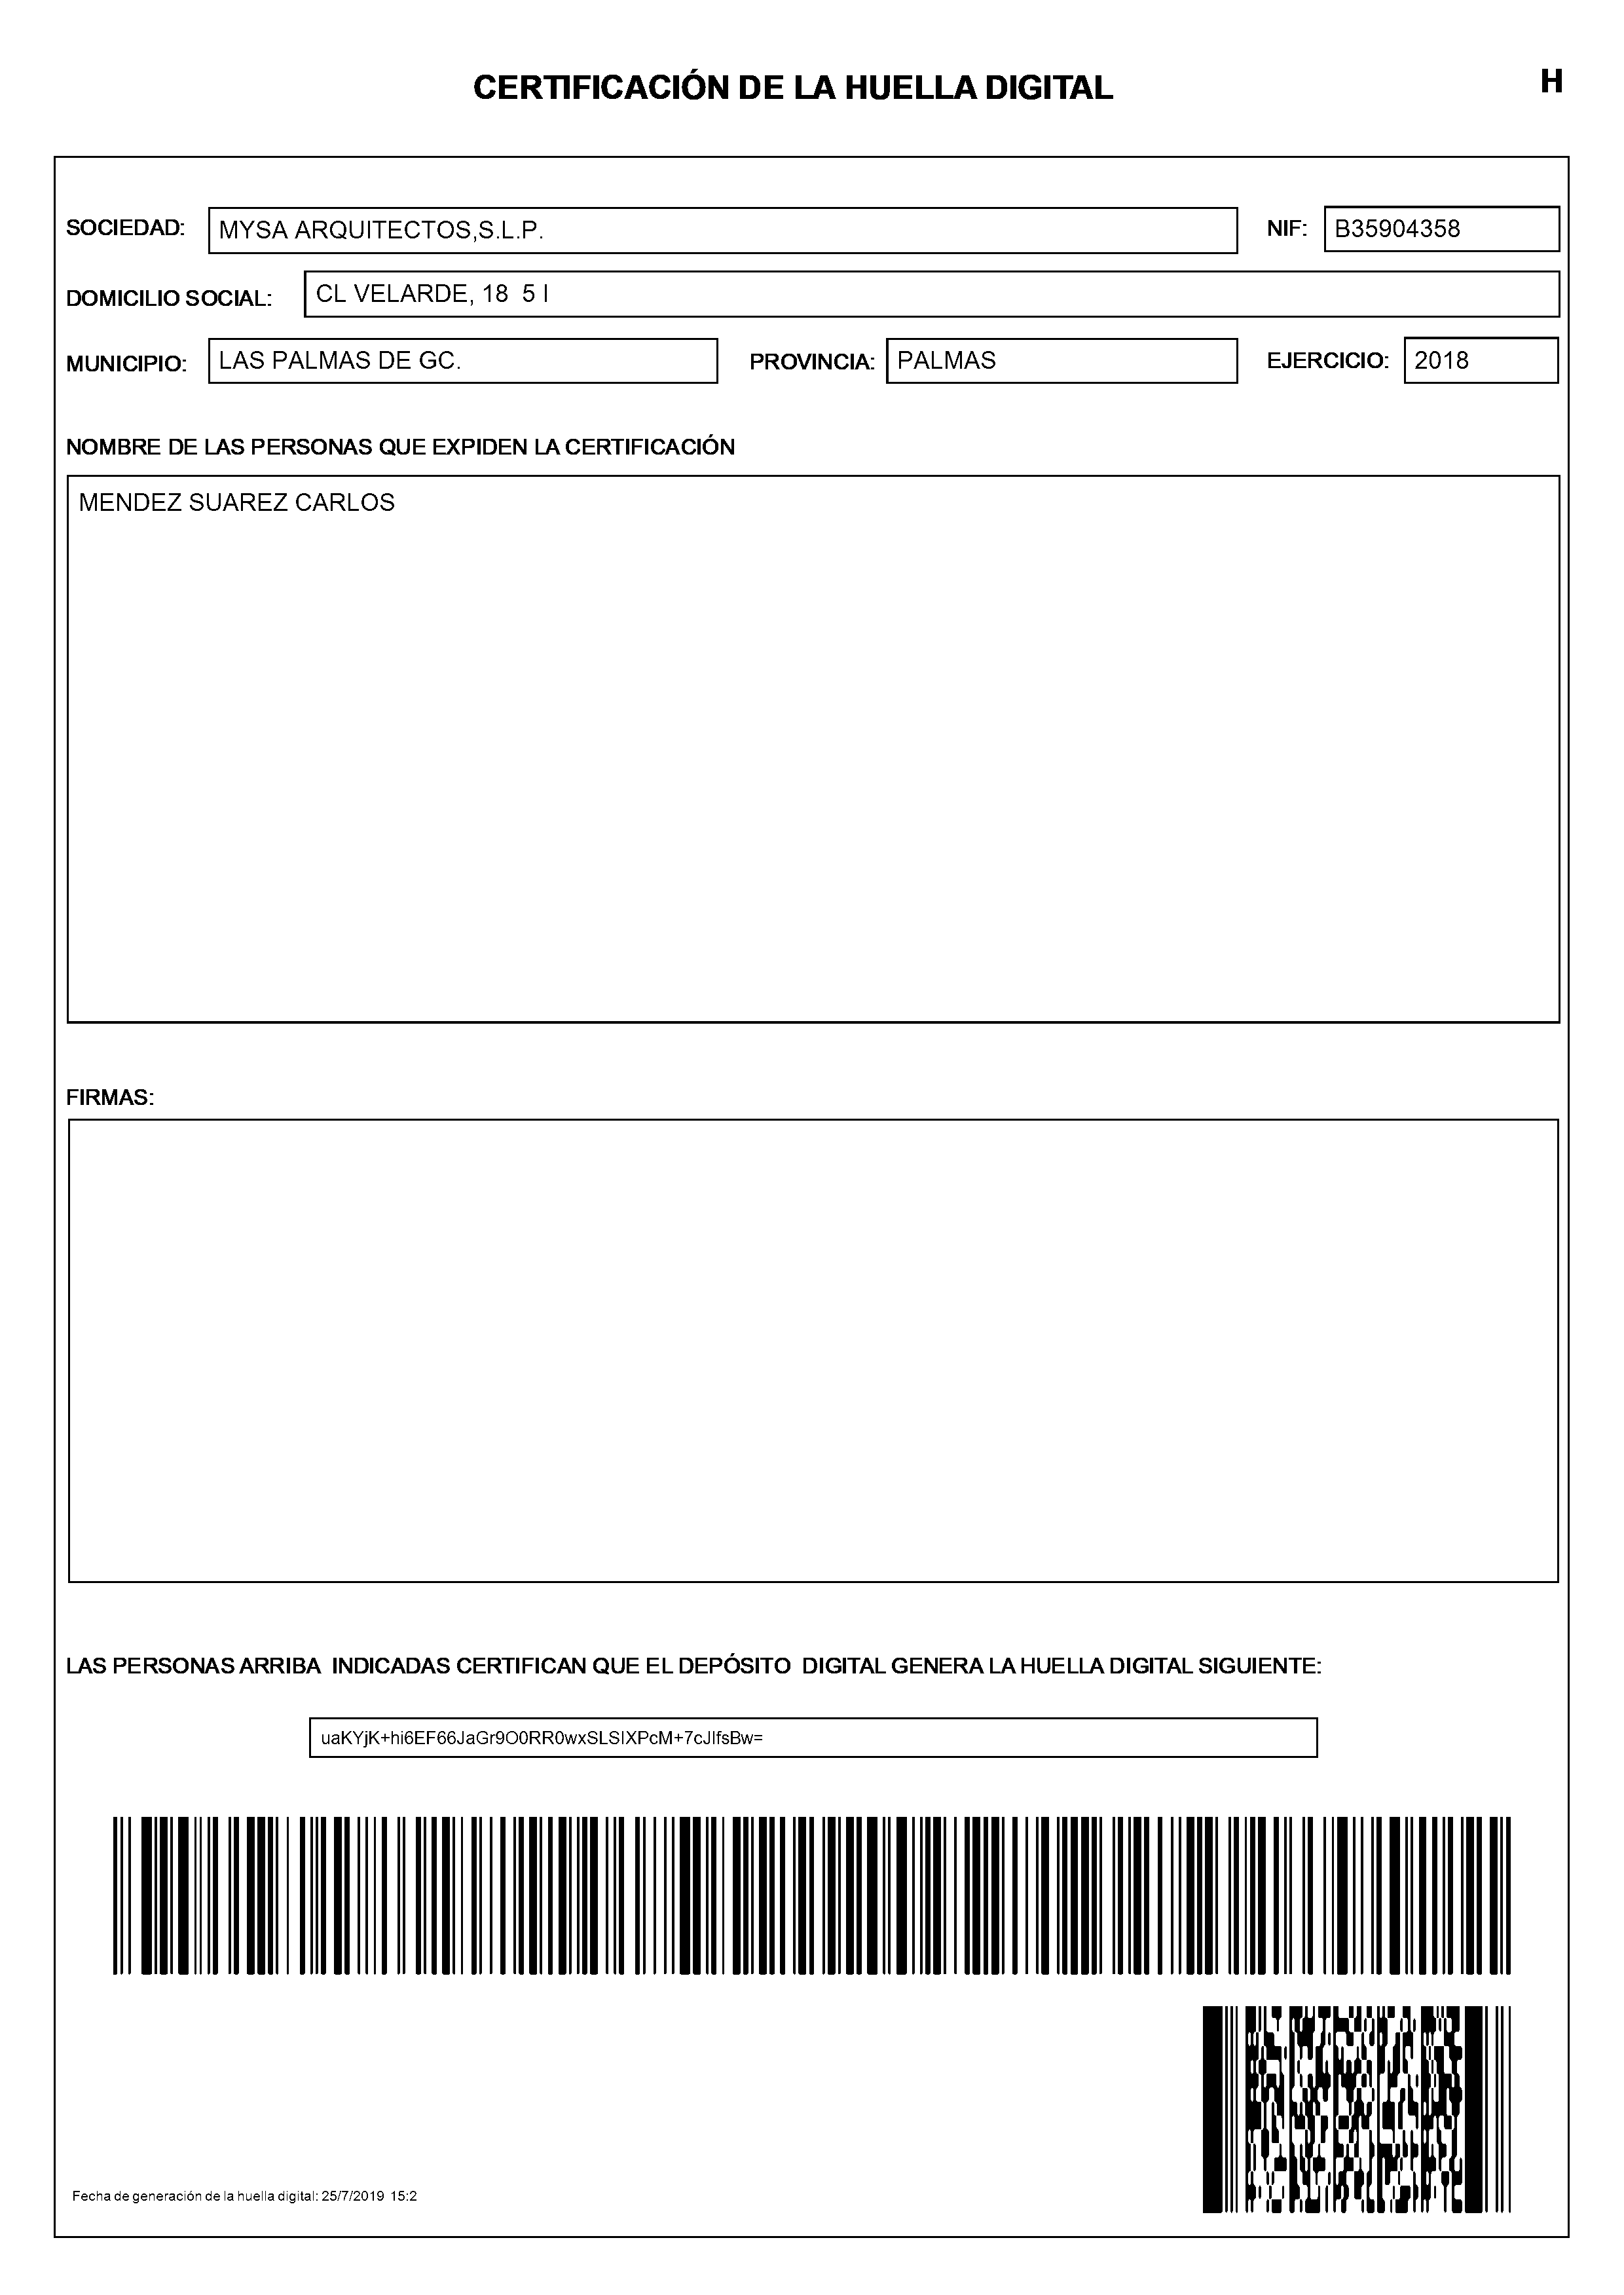 CERTIFICACIÓN DE LA HUELLA DIGITAL
H
SOCIEDAD: MYSA ARQUITECTOS,S.L.P. NIF: B35904358
DOMICILIO SOCIAL: CL VELARDE, 18  5 I
MUNICIPIO: LAS PALMAS DE GC. PROVINCIA: PALMAS EJERCICIO: 2018
NOMBRE DE LAS PERSONAS QUE EXPIDEN LA CERTIFICACIÓN
MENDEZ SUAREZ CARLOS
FIRMAS:
LAS PERSONAS ARRIBA  INDICADAS CERTIFICAN QUE EL DEPÓSITO  DIGITAL GENERA LA HUELLA DIGITAL SIGUIENTE:
uaKYjK+hi6EF66JaGr9O0RR0wxSLSIXPcM+7cJlfsBw=
Fecha de generación de la huella digital: 25/7/2019  15:2